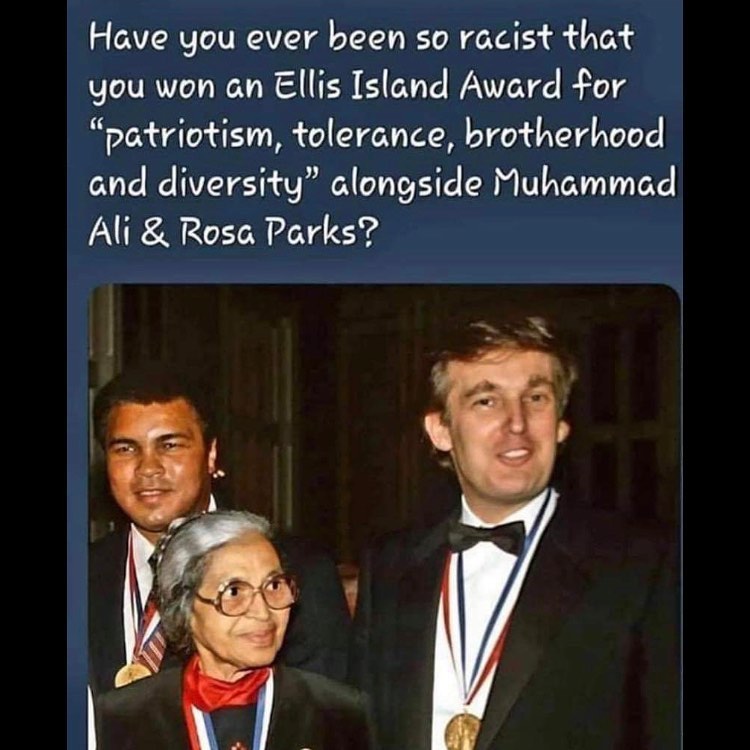 Have you ever been so racist that
you won an Ellis Island Award for
“patriotism, tolerance, brotherhood
and diversity” alongside Muhammad
Ali & Rosa Parks?